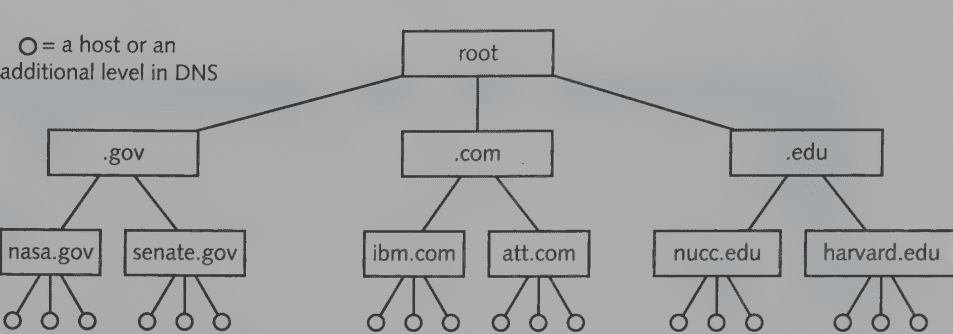 O = a host or an
additional level in DNS
root
.gov
.com
.edu
nasa.gov
senate.gov
ibm.com
att.com
nucc.edu
harvard.edu